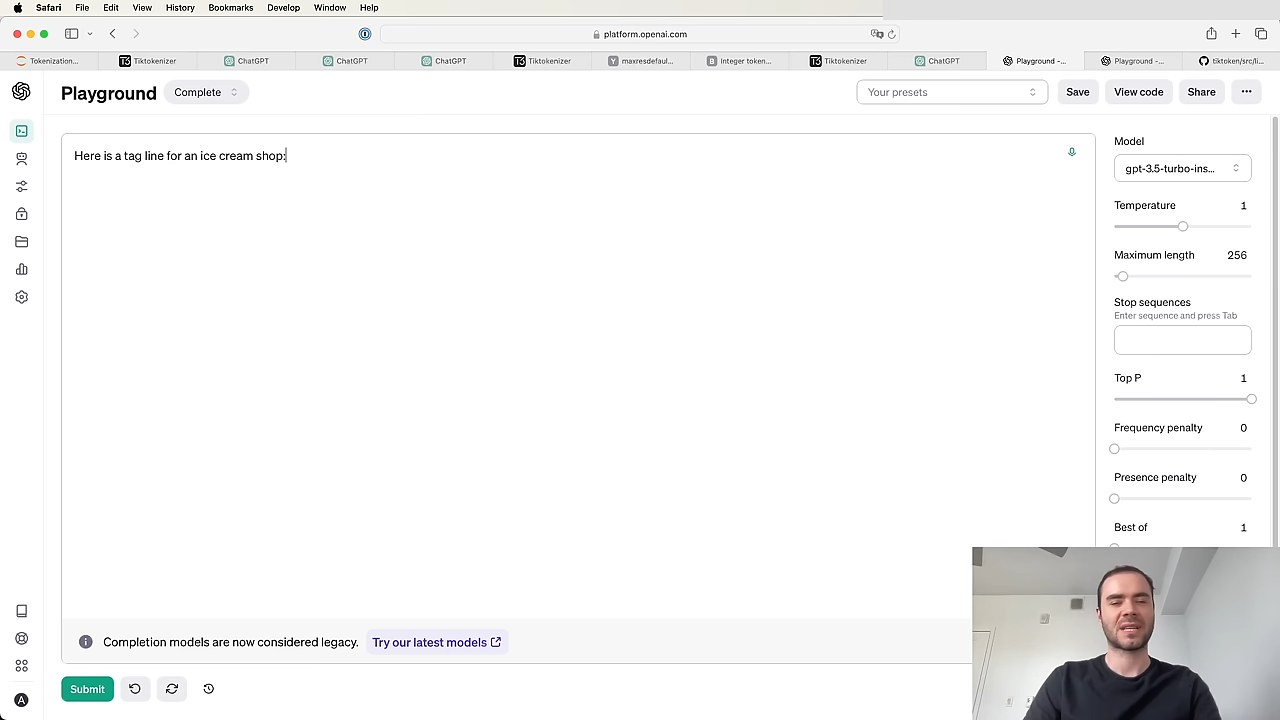 Safari File Edit View History Bookmarks Develop Window Help
platform.openai.com
Tokenization... Tiktokenizer ChatGPT ChatGPT ChatGPT Tiktokenizer maxresdefaul... Integer token... Tiktokenizer ChatGPT Playground -... Playground -... tiktoken/src/li...
Playground Complete Your presets Save View code Share
Here is a tag line for an ice cream shop:
Model
gpt-3.5-turbo-ins...
Temperature 1
Maximum length 256
Stop sequences
Enter sequence and press Tab
Top P 1
Frequency penalty 0
Presence penalty 0
Best of 1
Completion models are now considered legacy. Try our latest models
Submit
A